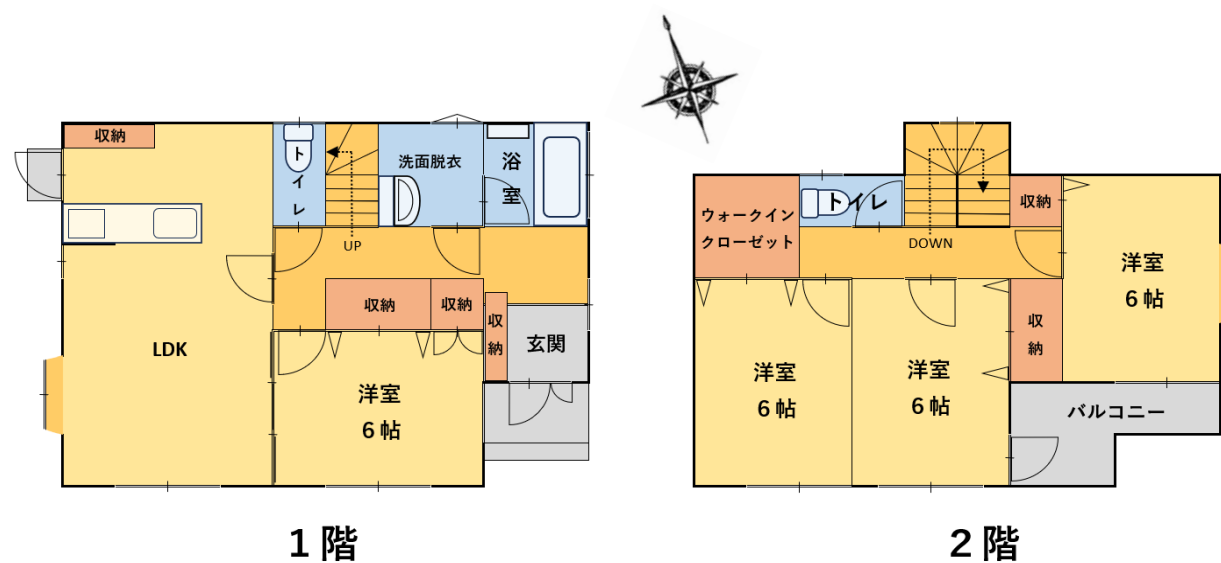 収納
トイレ
洗面脱衣
浴室
UP
収納
収納
収納
玄関
LDK
洋室
6帖
1階
ウォークイン
クローゼット
トイレ
収納
DOWN
洋室
6帖
収納
洋室
6帖
洋室
6帖
バルコニー
2階